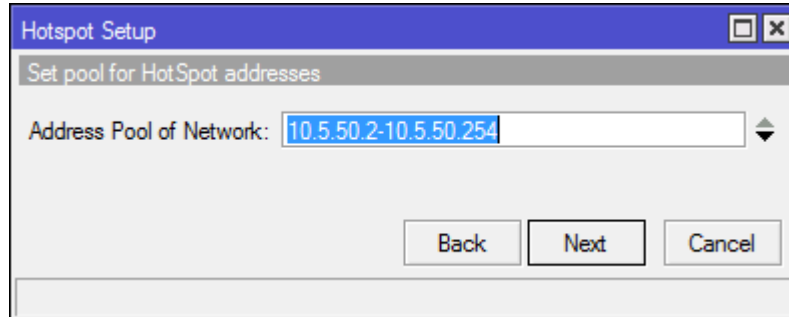 Hotspot Setup
Set pool for HotSpot addresses
Address Pool of Network: 10.5.50.2-10.5.50.254
Back Next Cancel